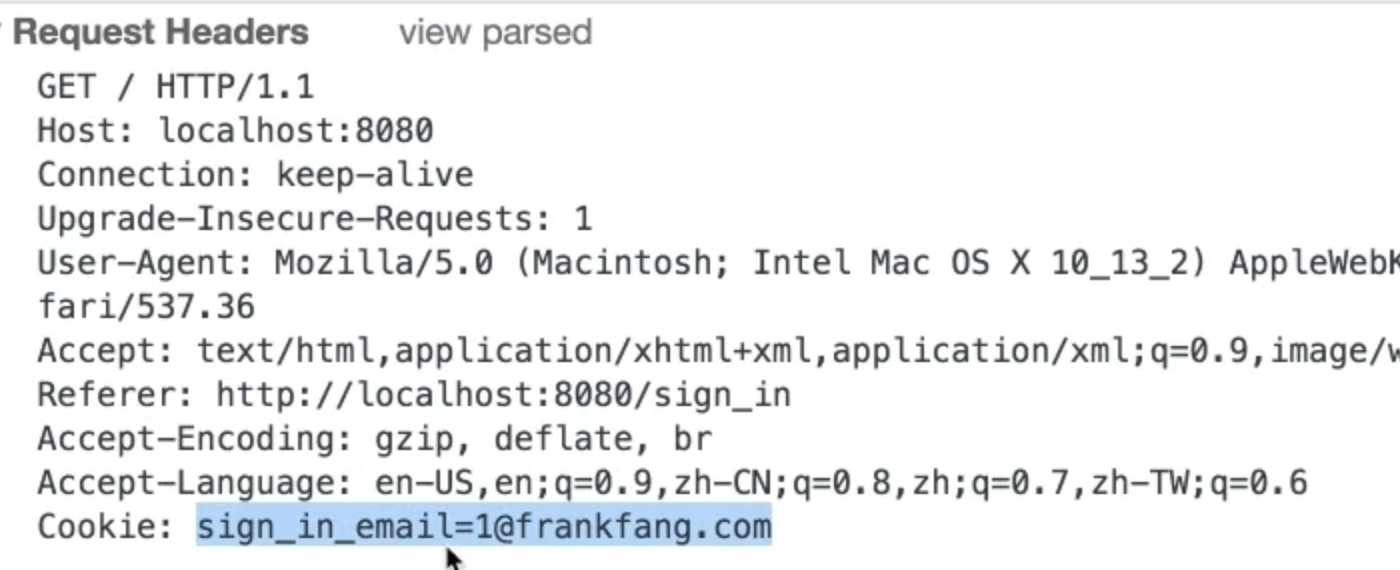 Request Headers view parsed
GET / HTTP/1.1
Host: localhost:8080
Connection: keep-alive
Upgrade-Insecure-Requests: 1
User-Agent: Mozilla/5.0 (Macintosh; Intel Mac OS X 10_13_2) AppleWebK
fari/537.36
Accept: text/html,application/xhtml+xml,application/xml;q=0.9,image/w
Referer: http://localhost:8080/sign_in
Accept-Encoding: gzip, deflate, br
Accept-Language: en-US,en;q=0.9,zh-CN;q=0.8,zh;q=0.7,zh-TW;q=0.6
Cookie: sign_in_email=1@frankfang.com